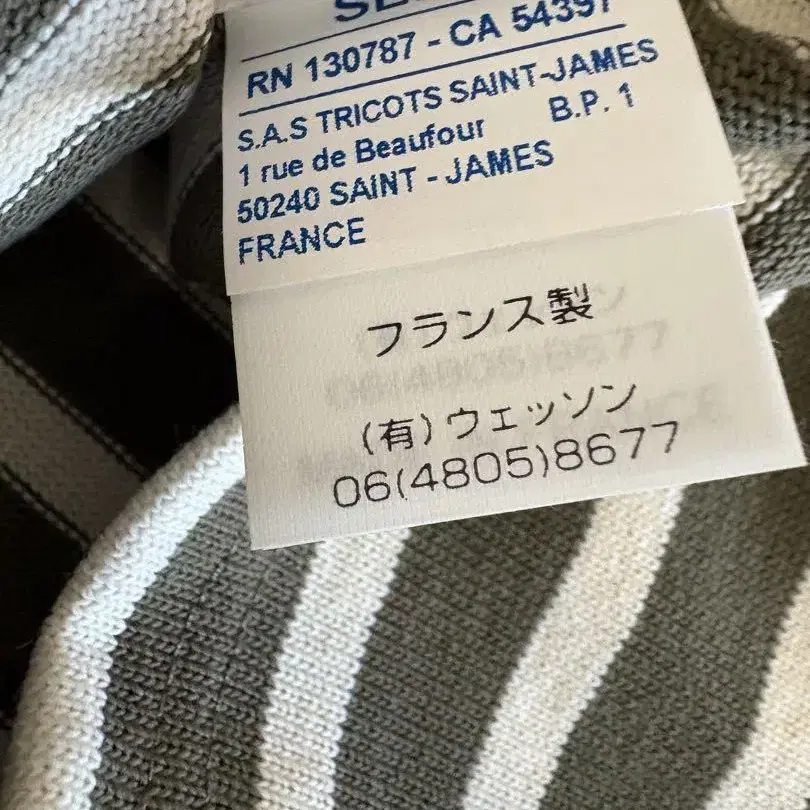 RN 130787 - CA 54397
S.A.S TRICOTS SAINT-JAMES
1 rue de Beaufour B.P. 1
50240 SAINT - JAMES
FRANCE
フランス製
(有)ウェッソン
06(4805)8677